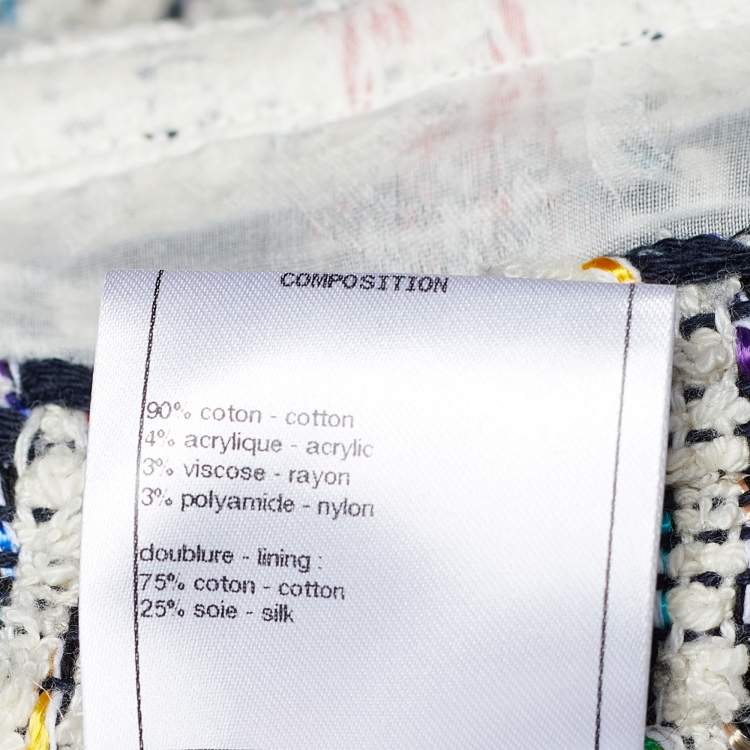 COMPOSITION
90% coton - cotton
4% acrylique - acrylic
3% viscose - rayon
3% polyamide - nylon
doublure - lining :
75% coton - cotton
25% soie - silk